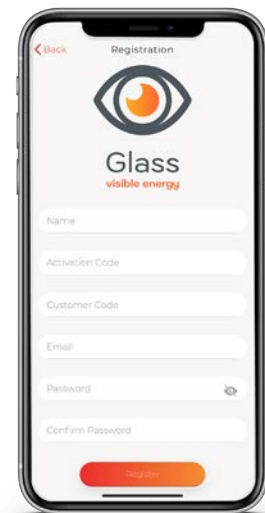 Back
Registration
Glass
visible energy
Name
Activation Code
Customer Code
Email
Password
Confirm Password
Register